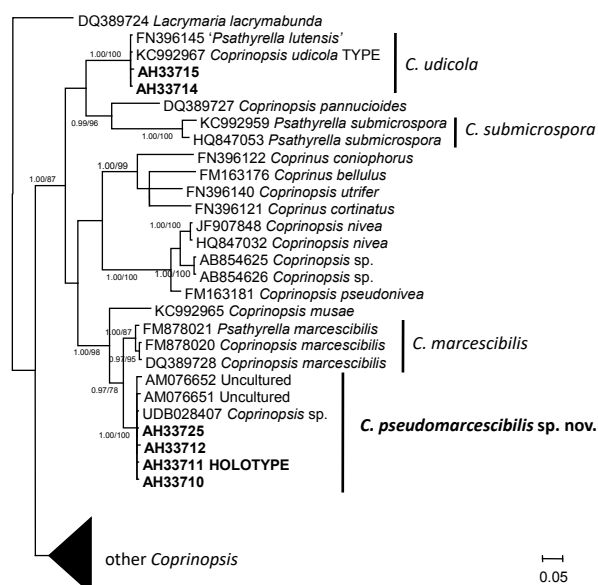 DQ389724 Lacrymaria lacrymabunda
FN396145 ‘Psathyrella lutensis’
1.00/100
KC992967 Coprinopsis udicola TYPE
C. udicola
AH33715
AH33714
DQ389727 Coprinopsis pannucioides
0.99/96
KC992959 Psathyrella submicrospora
C. submicrospora
1.00/100
HQ847053 Psathyrella submicrospora
FN396122 Coprinus coniophorus
1.00/99
FM163176 Coprinus bellulus
1.00/87
FN396140 Coprinopsis utrifer
FN396121 Coprinus cortinatus
1.00/100
JF907848 Coprinopsis nivea
HQ847032 Coprinopsis nivea
AB854625 Coprinopsis sp.
1.00/100
1.00/100
AB854626 Coprinopsis sp.
FM163181 Coprinopsis pseudonivea
KC992965 Coprinopsis musae
1.00/87
FM878021 Psathyrella marcescibilis
1.00/98
FM878020 Coprinopsis marcescibilis
C. marcescibilis
0.97/95
DQ389728 Coprinopsis marcescibilis
AM076652 Uncultured
0.97/78
AM076651 Uncultured
UDB028407 Coprinopsis sp.
1.00/100
AH33725
C. pseudomarcescibilis sp. nov.
AH33712
AH33711 HOLOTYPE
AH33710
other Coprinopsis
0.05